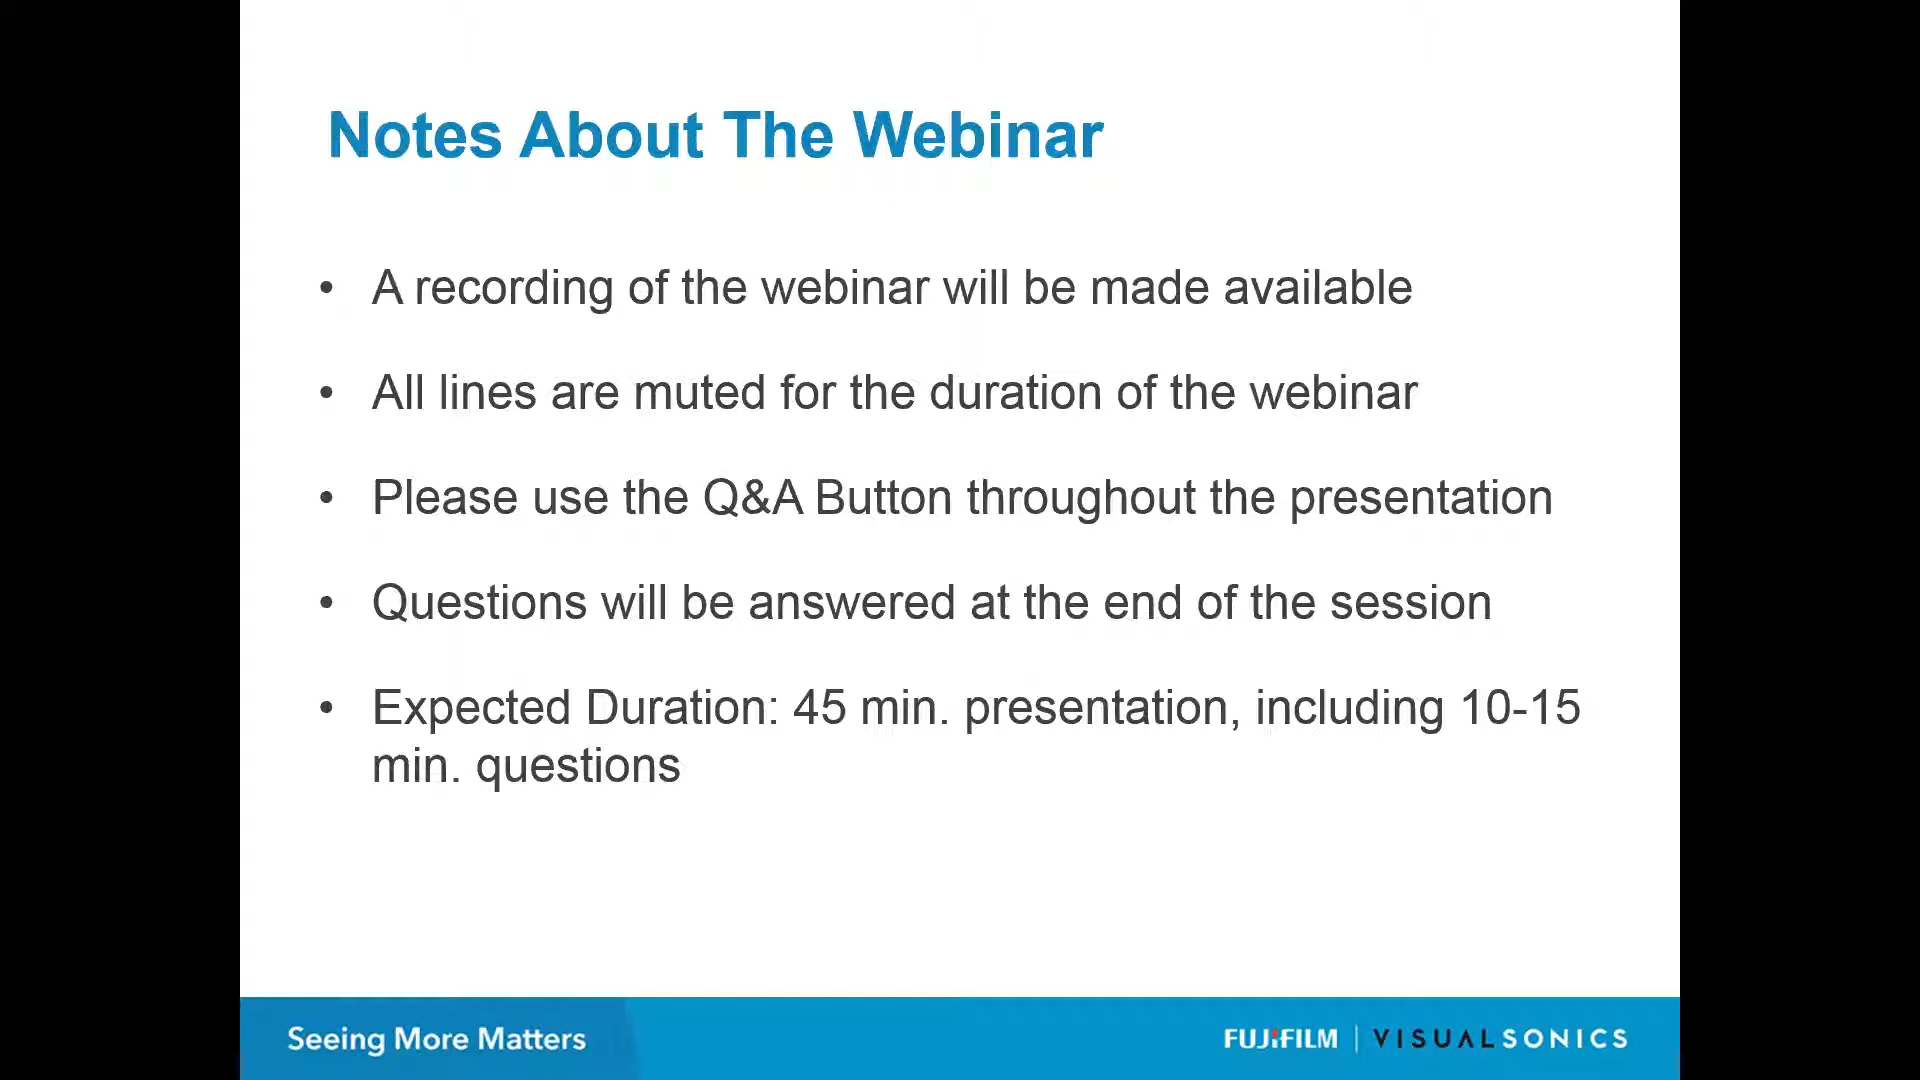 Notes About The Webinar
• A recording of the webinar will be made available
• All lines are muted for the duration of the webinar
• Please use the Q&A Button throughout the presentation
• Questions will be answered at the end of the session
• Expected Duration: 45 min. presentation, including 10-15
min. questions
Seeing More Matters
FUJIFILM | VISUALSONICS